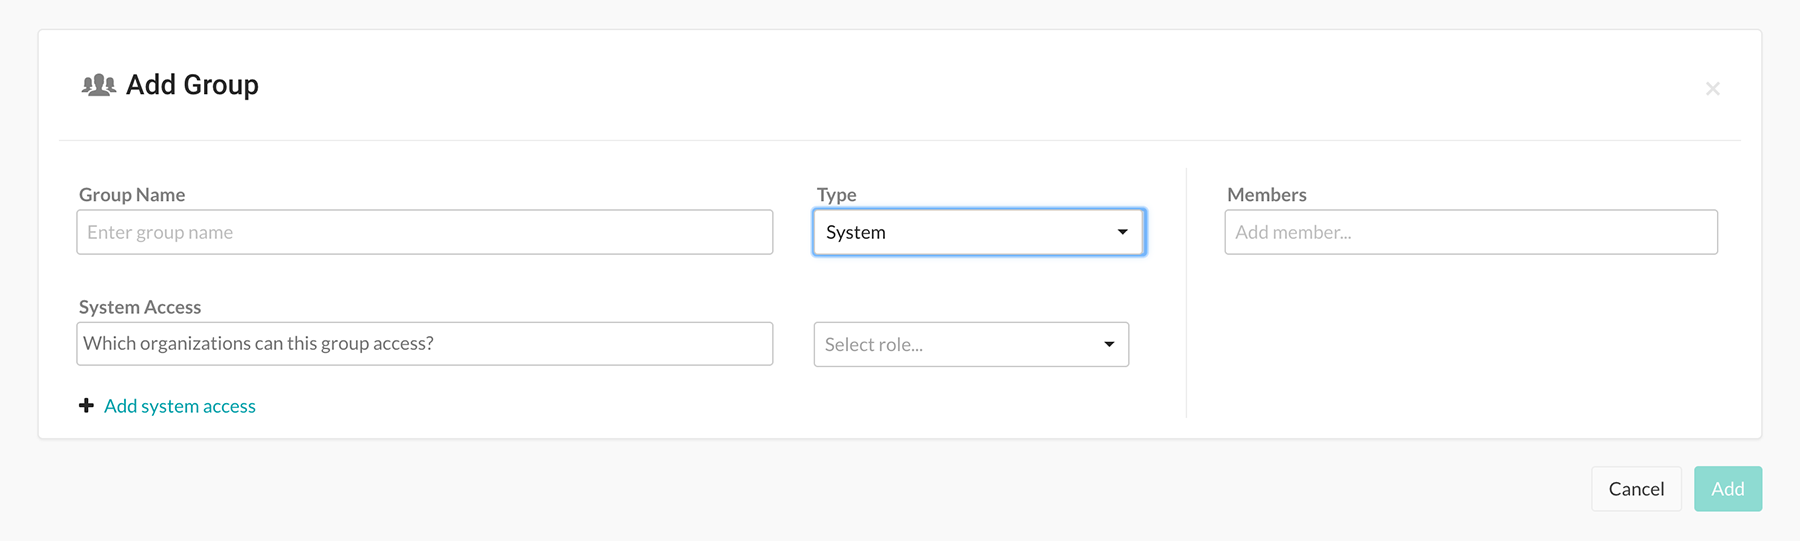 Add Group
Group Name
Enter group name
Type
System
Members
Add member...
System Access
Which organizations can this group access?
Select role...
Add system access
Cancel
Add